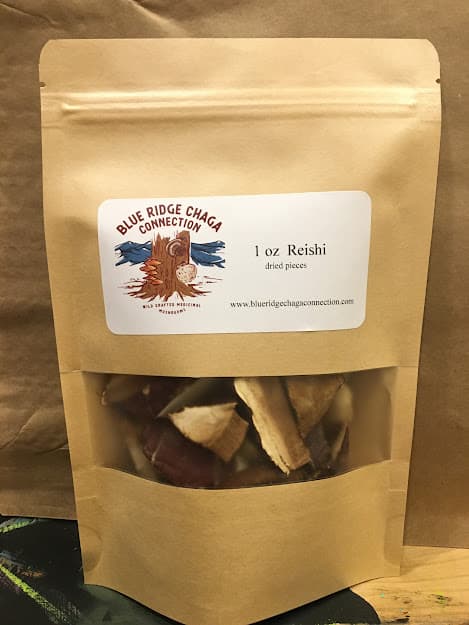 BLUE RIDGE CHAGA
CONNECTION
WILD CRAFTED MEDICINAL
MUSHROOMS
1 oz Reishi
dried pieces
www.blueridgechagaconnection.com